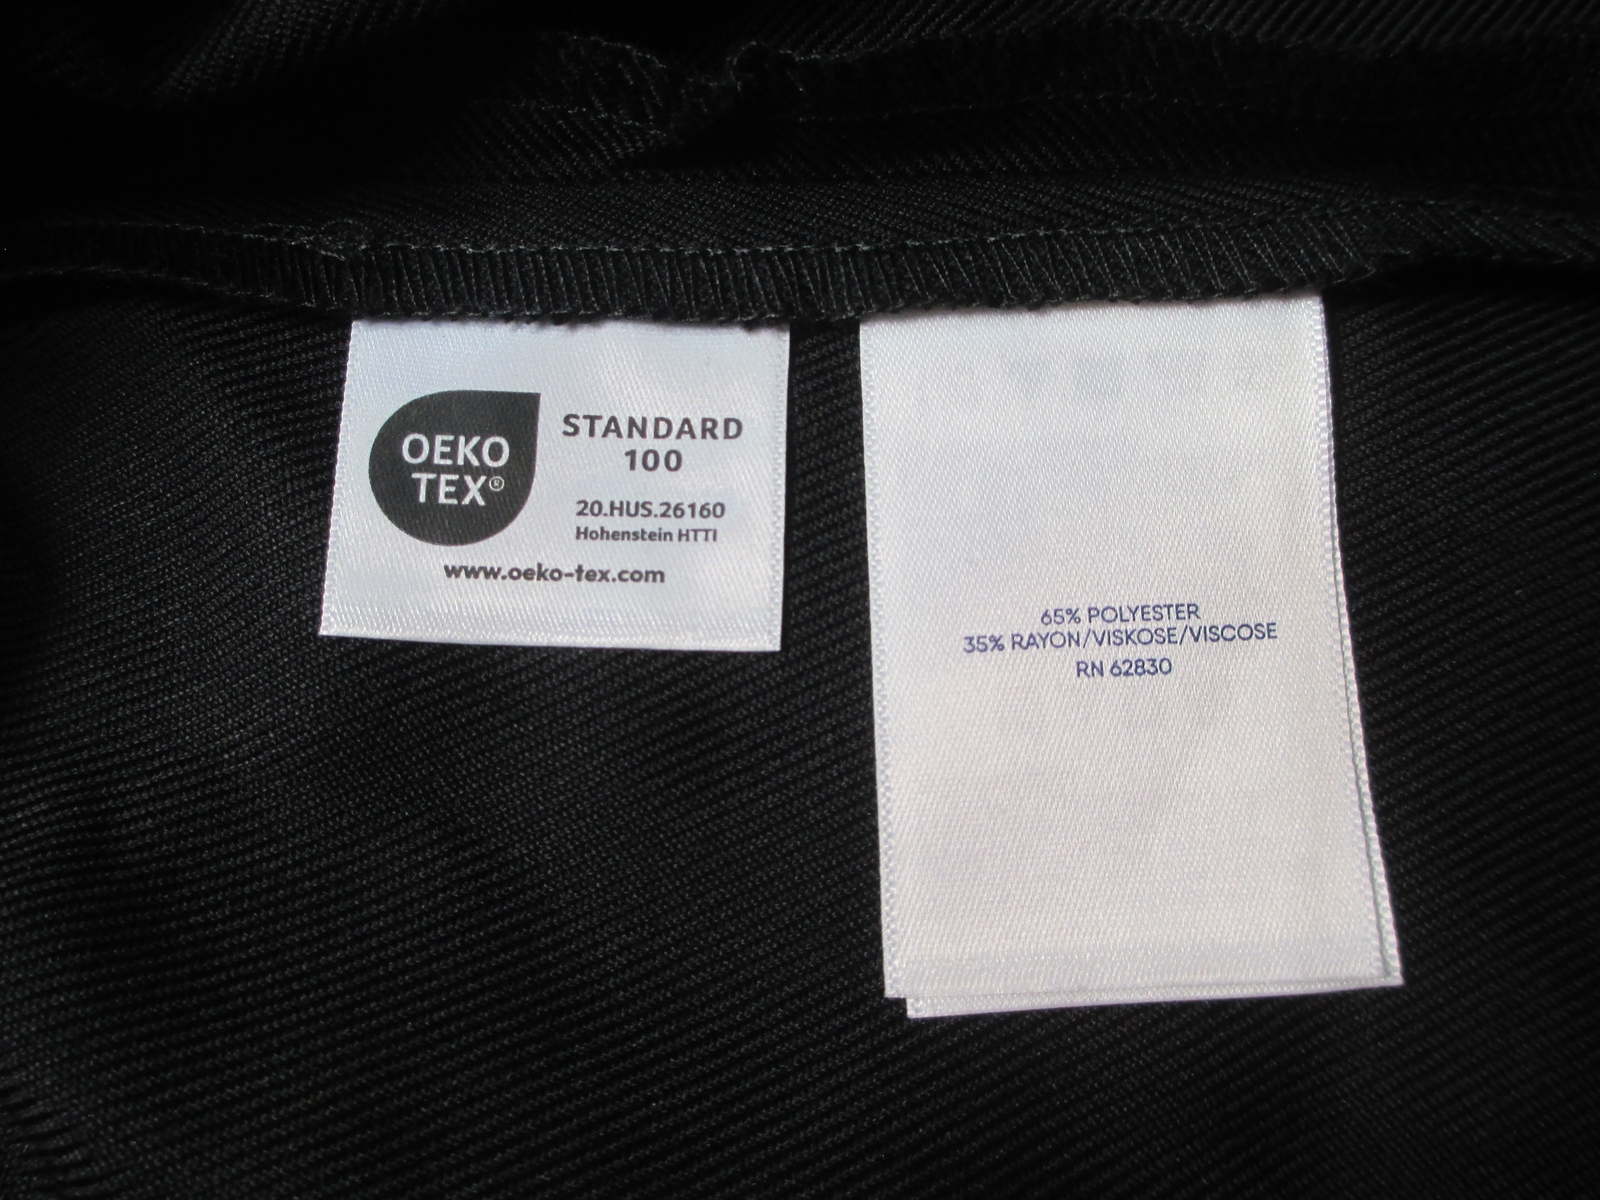 OEKO
TEX®
STANDARD
100
20.HUS.26160
Hohenstein HTTI
www.oeko-tex.com
65% POLYESTER
35% RAYON/VISKOSE/VISCOSE
RN 62830